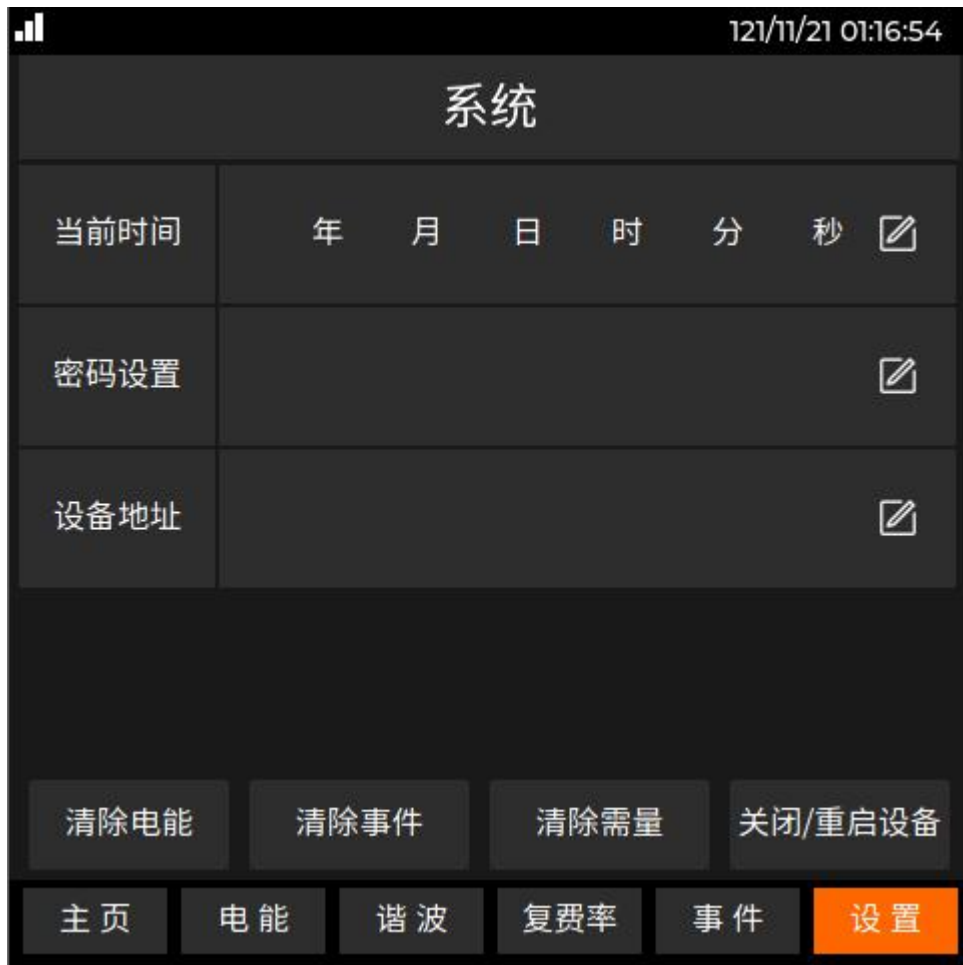 121/11/21 01:16:54
系统
当前时间 年 月 日 时 分 秒
密码设置
设备地址
清除电能 清除事件 清除需量 关闭/重启设备
主页 电能 谐波 复费率 事件 设置